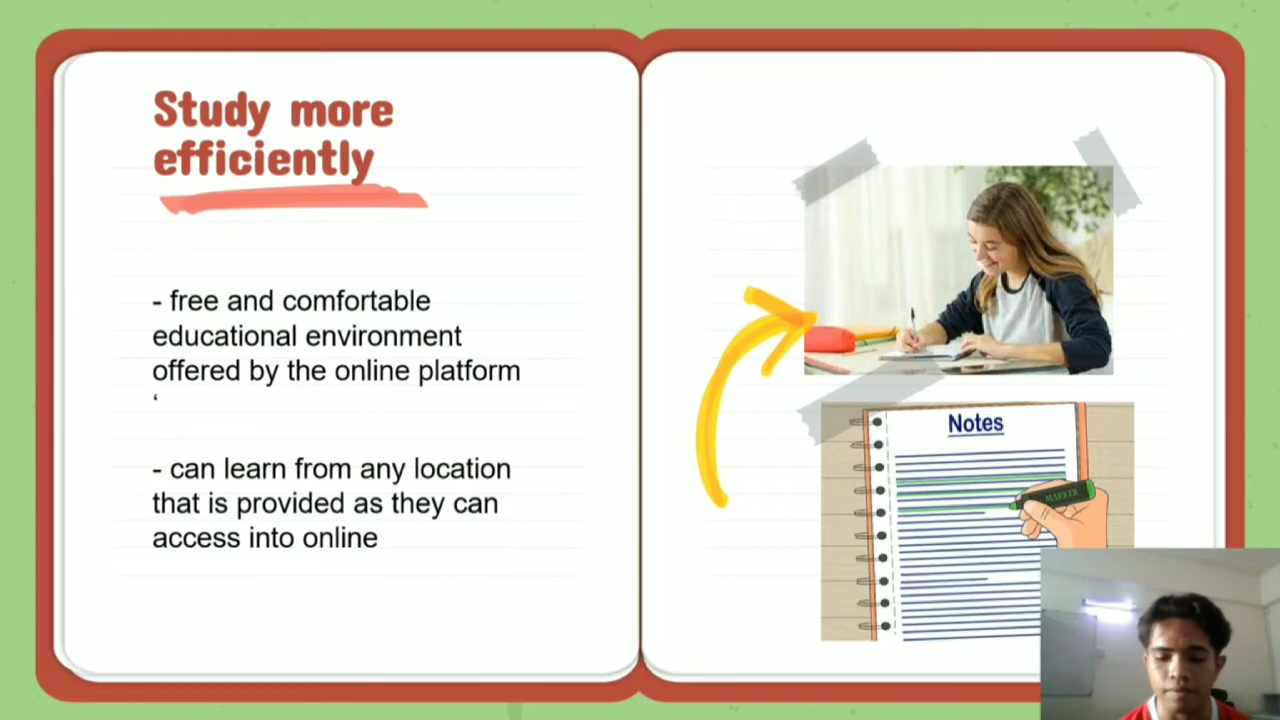 Study more
efficiently
- free and comfortable
educational environment
offered by the online platform
‘
- can learn from any location
that is provided as they can
access into online
Notes
MARKER